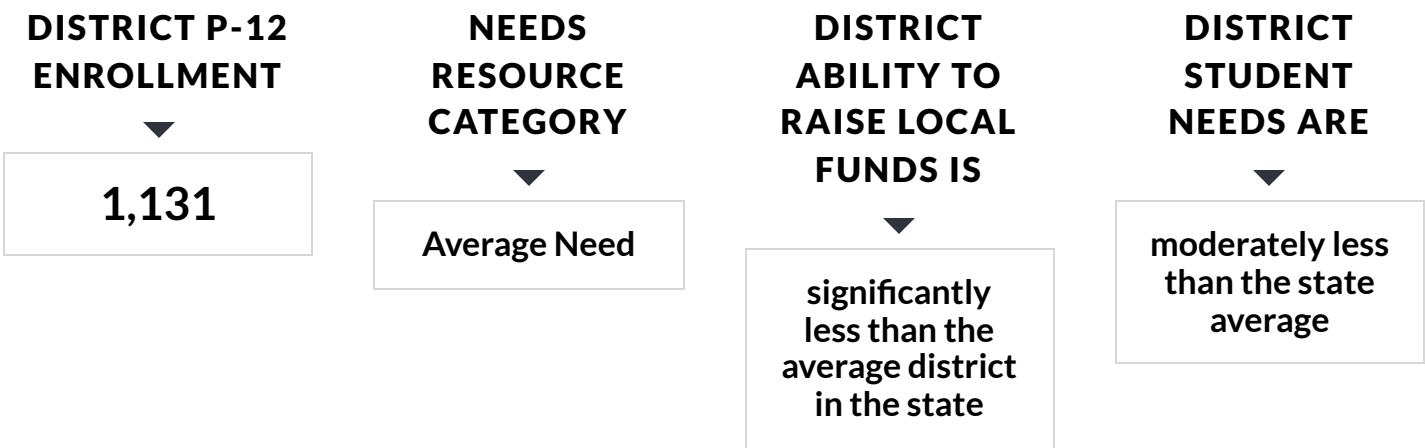 DISTRICT P-12
ENROLLMENT
1,131
NEEDS
RESOURCE
CATEGORY
Average Need
DISTRICT
ABILITY TO
RAISE LOCAL
FUNDS IS
significantly
less than the
average district
in the state
DISTRICT
STUDENT
NEEDS ARE
moderately less
than the state
average